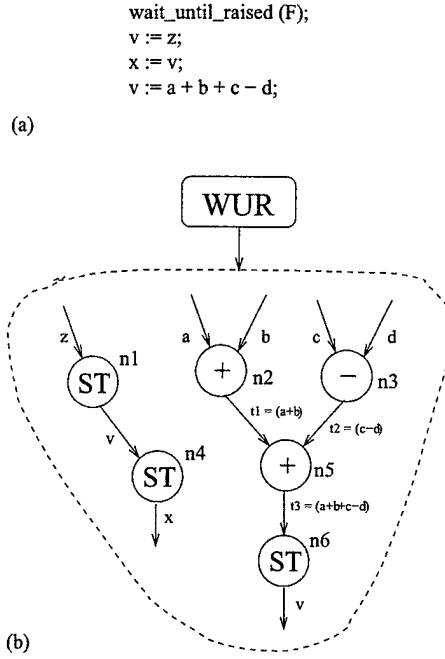 wait_until_raised (F);
v := z;
x := v;
v := a + b + c − d;
(a)
WUR
z
a
b
c
d
ST
n1
+
n2
−
n3
t1 = (a+b)
t2 = (c−d)
v
n4
ST
+
n5
x
t3 = (a+b+c−d)
n6
ST
v
(b)